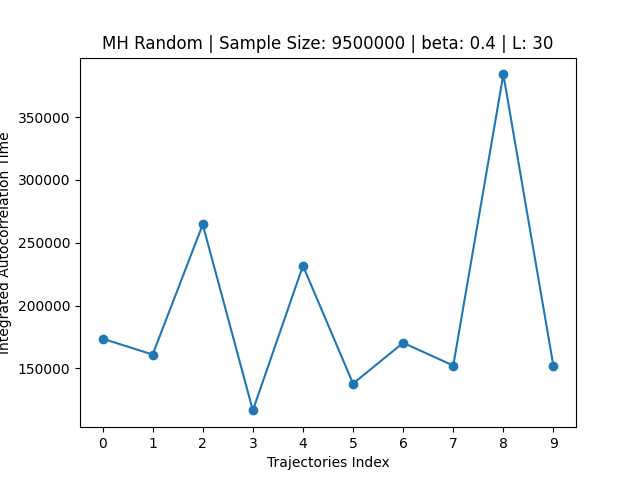 MH Random | Sample Size: 9500000 | beta: 0.4 | L: 30
Integrated Autocorrelation Time
350000
300000
250000
200000
150000
0 1 2 3 4 5 6 7 8 9
Trajectories Index